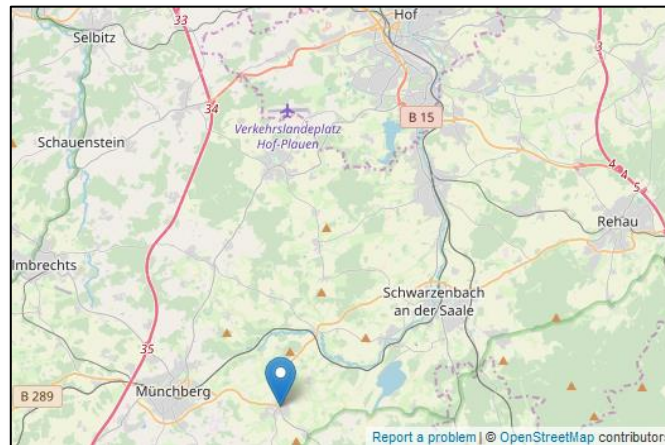 33
Hof
Selbitz
3
34
B 15
Verkehrslandeplatz
Hof-Plauen
Schauenstein
4
4
5
Rehau
lmbrechts
Schwarzenbach
an der Saale
35
Münchberg
B 289
Report a problem | © OpenStreetMap contributor